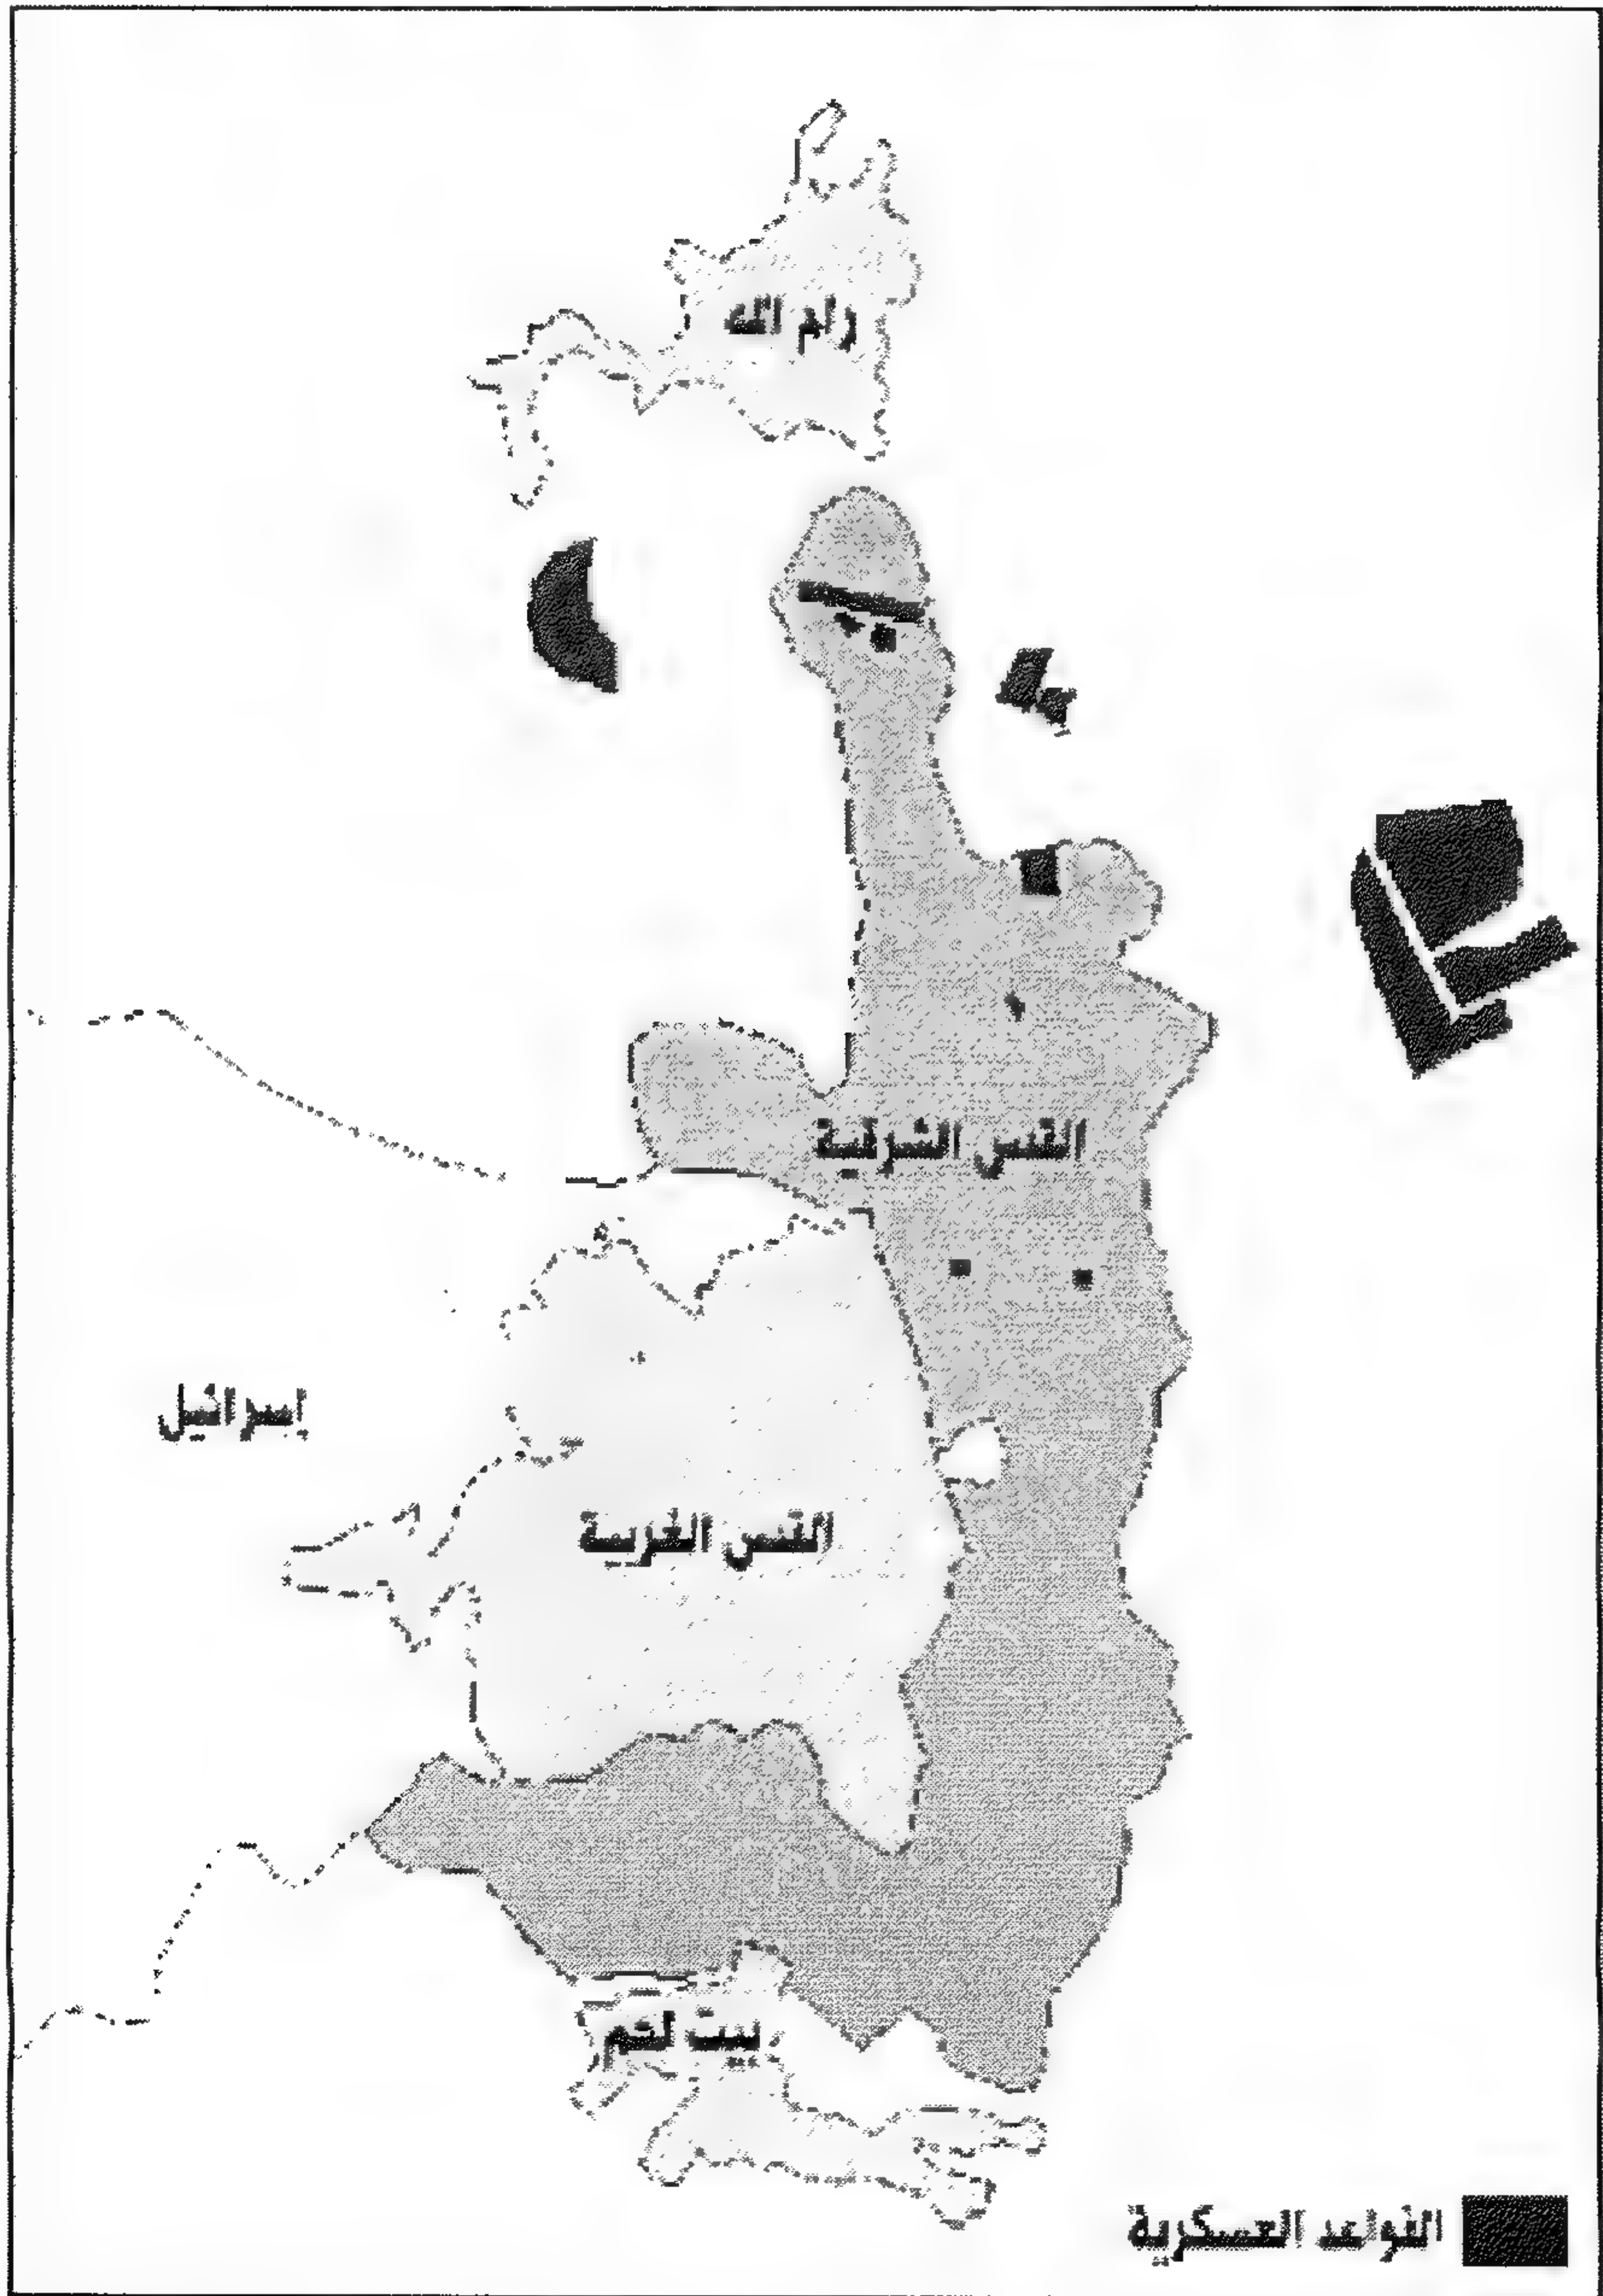 رام الله
القدس الشرقية
إسرائيل
القدس الغربية
بيت لحم
القواعد العسكرية